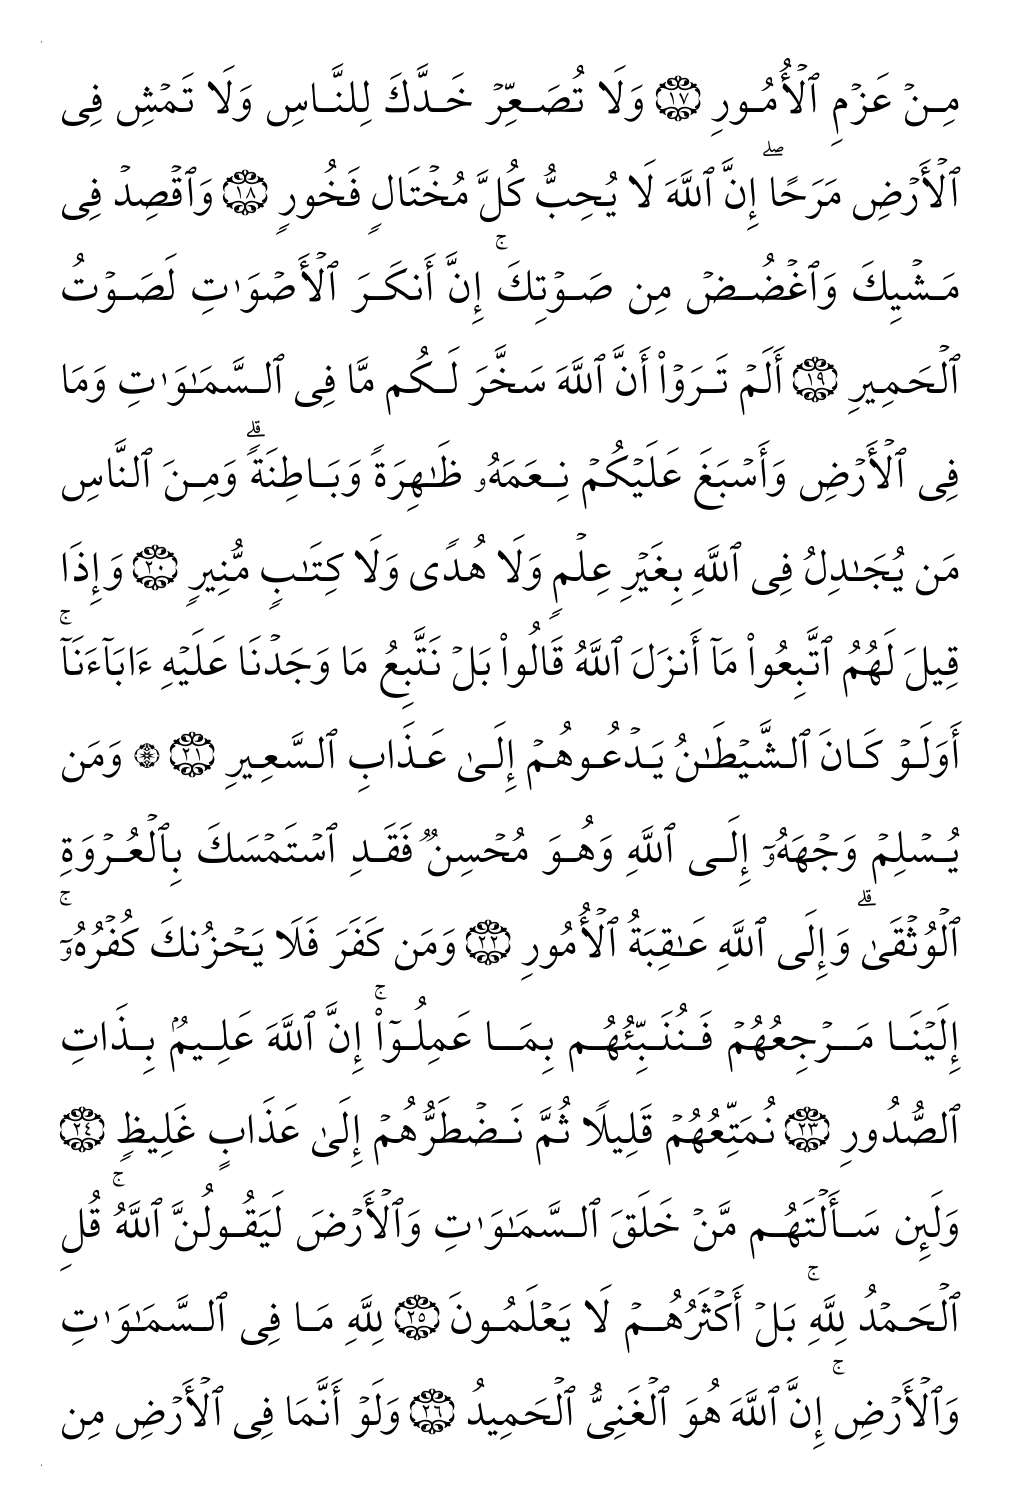 مِنۡ عَزۡمِ ٱلۡأُمُورِ ١٧ وَلَا تُصَعِّرۡ خَدَّكَ لِلنَّاسِ وَلَا تَمۡشِ فِي
ٱلۡأَرۡضِ مَرَحًاۖ إِنَّ ٱللَّهَ لَا يُحِبُّ كُلَّ مُخۡتَالٖ فَخُورٖ ١٨ وَٱقۡصِدۡ فِي
مَشۡيِكَ وَٱغۡضُضۡ مِن صَوۡتِكَۚ إِنَّ أَنكَرَ ٱلۡأَصۡوَٰتِ لَصَوۡتُ
ٱلۡحَمِيرِ ١٩ أَلَمۡ تَرَوۡاْ أَنَّ ٱللَّهَ سَخَّرَ لَكُم مَّا فِي ٱلسَّمَٰوَٰتِ وَمَا
فِي ٱلۡأَرۡضِ وَأَسۡبَغَ عَلَيۡكُمۡ نِعَمَهُۥ ظَٰهِرَةٗ وَبَاطِنَةٗۗ وَمِنَ ٱلنَّاسِ
مَن يُجَٰدِلُ فِي ٱللَّهِ بِغَيۡرِ عِلۡمٖ وَلَا هُدٗى وَلَا كِتَٰبٖ مُّنِيرٖ ٢٠ وَإِذَا
قِيلَ لَهُمُ ٱتَّبِعُواْ مَآ أَنزَلَ ٱللَّهُ قَالُواْ بَلۡ نَتَّبِعُ مَا وَجَدۡنَا عَلَيۡهِ ءَابَآءَنَآۚ
أَوَلَوۡ كَانَ ٱلشَّيۡطَٰنُ يَدۡعُوهُمۡ إِلَىٰ عَذَابِ ٱلسَّعِيرِ ٢١ ۞ وَمَن
يُسۡلِمۡ وَجۡهَهُۥٓ إِلَى ٱللَّهِ وَهُوَ مُحۡسِنٞ فَقَدِ ٱسۡتَمۡسَكَ بِٱلۡعُرۡوَةِ
ٱلۡوُثۡقَىٰۗ وَإِلَى ٱللَّهِ عَٰقِبَةُ ٱلۡأُمُورِ ٢٢ وَمَن كَفَرَ فَلَا يَحۡزُنكَ كُفۡرُهُۥٓۚ
إِلَيۡنَا مَرۡجِعُهُمۡ فَنُنَبِّئُهُم بِمَا عَمِلُوٓاْۚ إِنَّ ٱللَّهَ عَلِيمُۢ بِذَاتِ
ٱلصُّدُورِ ٢٣ نُمَتِّعُهُمۡ قَلِيلٗا ثُمَّ نَضۡطَرُّهُمۡ إِلَىٰ عَذَابٍ غَلِيظٖ ٢٤
وَلَئِن سَأَلۡتَهُم مَّنۡ خَلَقَ ٱلسَّمَٰوَٰتِ وَٱلۡأَرۡضَ لَيَقُولُنَّ ٱللَّهُۚ قُلِ
ٱلۡحَمۡدُ لِلَّهِۚ بَلۡ أَكۡثَرُهُمۡ لَا يَعۡلَمُونَ ٢٥ لِلَّهِ مَا فِي ٱلسَّمَٰوَٰتِ
وَٱلۡأَرۡضِۚ إِنَّ ٱللَّهَ هُوَ ٱلۡغَنِيُّ ٱلۡحَمِيدُ ٢٦ وَلَوۡ أَنَّمَا فِي ٱلۡأَرۡضِ مِن